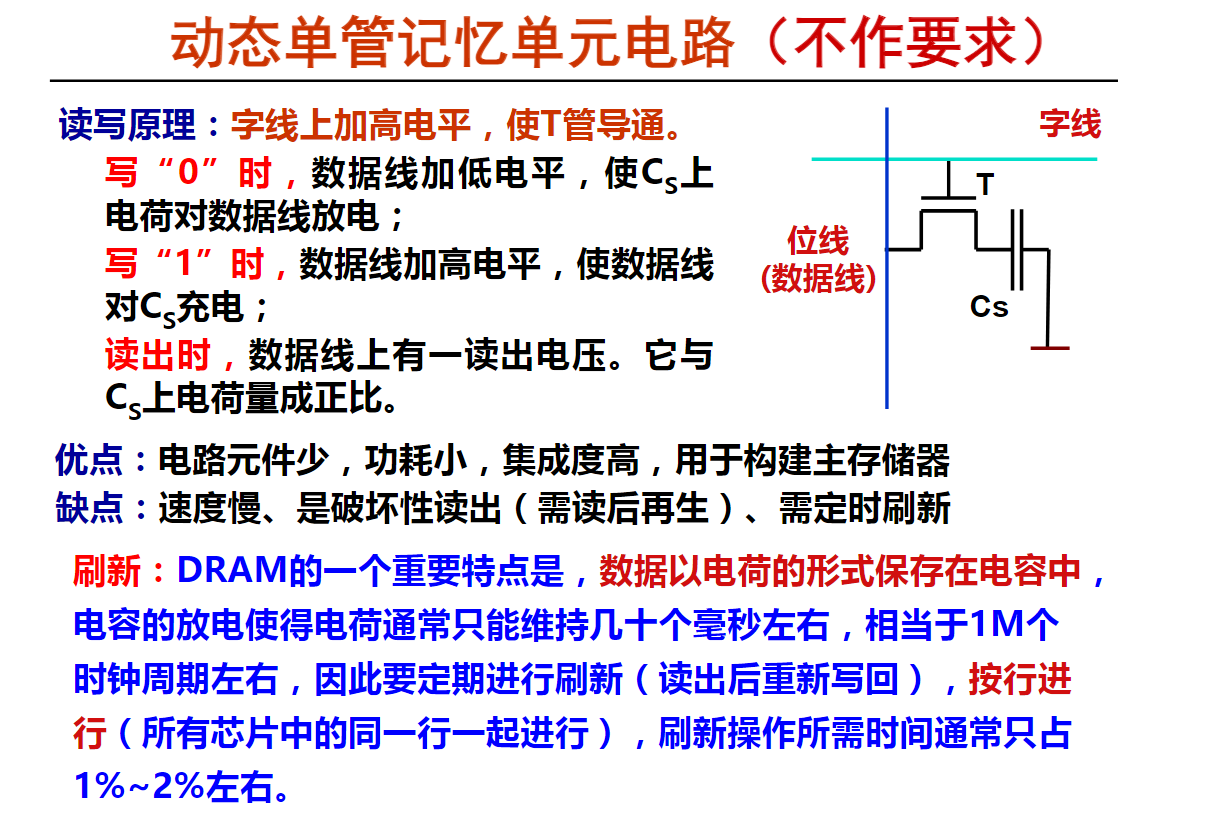 动态单管记忆单元电路（不作要求）
读写原理：字线上加高电平，使T管导通。
写“0”时，数据线加低电平，使CS上
电荷对数据线放电；
写“1”时，数据线加高电平，使数据线
对CS充电；
读出时，数据线上有一读出电压。它与
CS上电荷量成正比。
字线
T
位线
(数据线)
Cs
优点：电路元件少，功耗小，集成度高，用于构建主存储器
缺点：速度慢、是破坏性读出（需读后再生）、需定时刷新
刷新：DRAM的一个重要特点是，数据以电荷的形式保存在电容中，
电容的放电使得电荷通常只能维持几十个毫秒左右，相当于1M个
时钟周期左右，因此要定期进行刷新（读出后重新写回），按行进
行（所有芯片中的同一行一起进行），刷新操作所需时间通常只占
1%~2%左右。